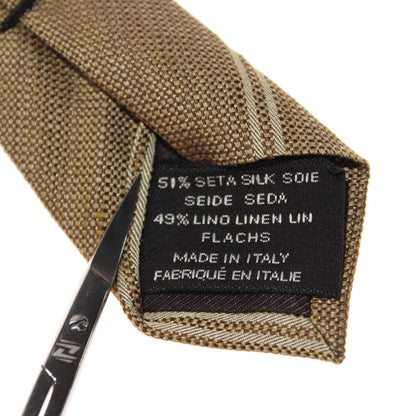 51% SETA SILK SOIE
SEIDE SEDA
49% LINO LINEN LIN
FLACHS
MADE IN ITALY
FABRIQUÉ EN ITALIE